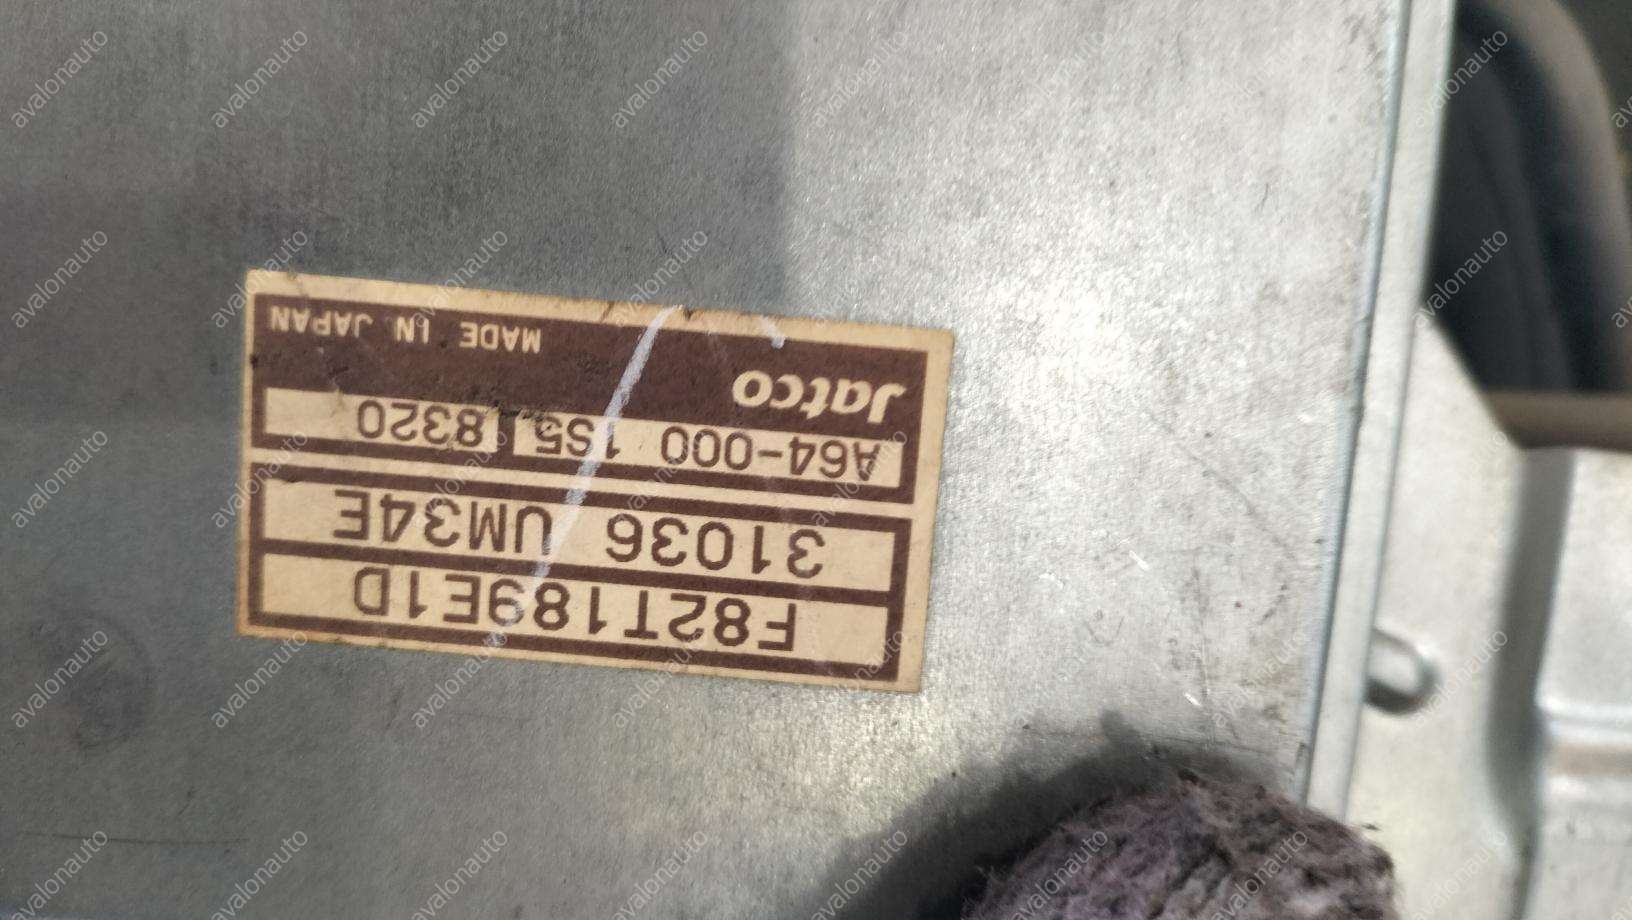 F82T189E1D
31036 UM34E
A64-000 1S5 8320
Jatco
MADE IN JAPAN
avalonauto